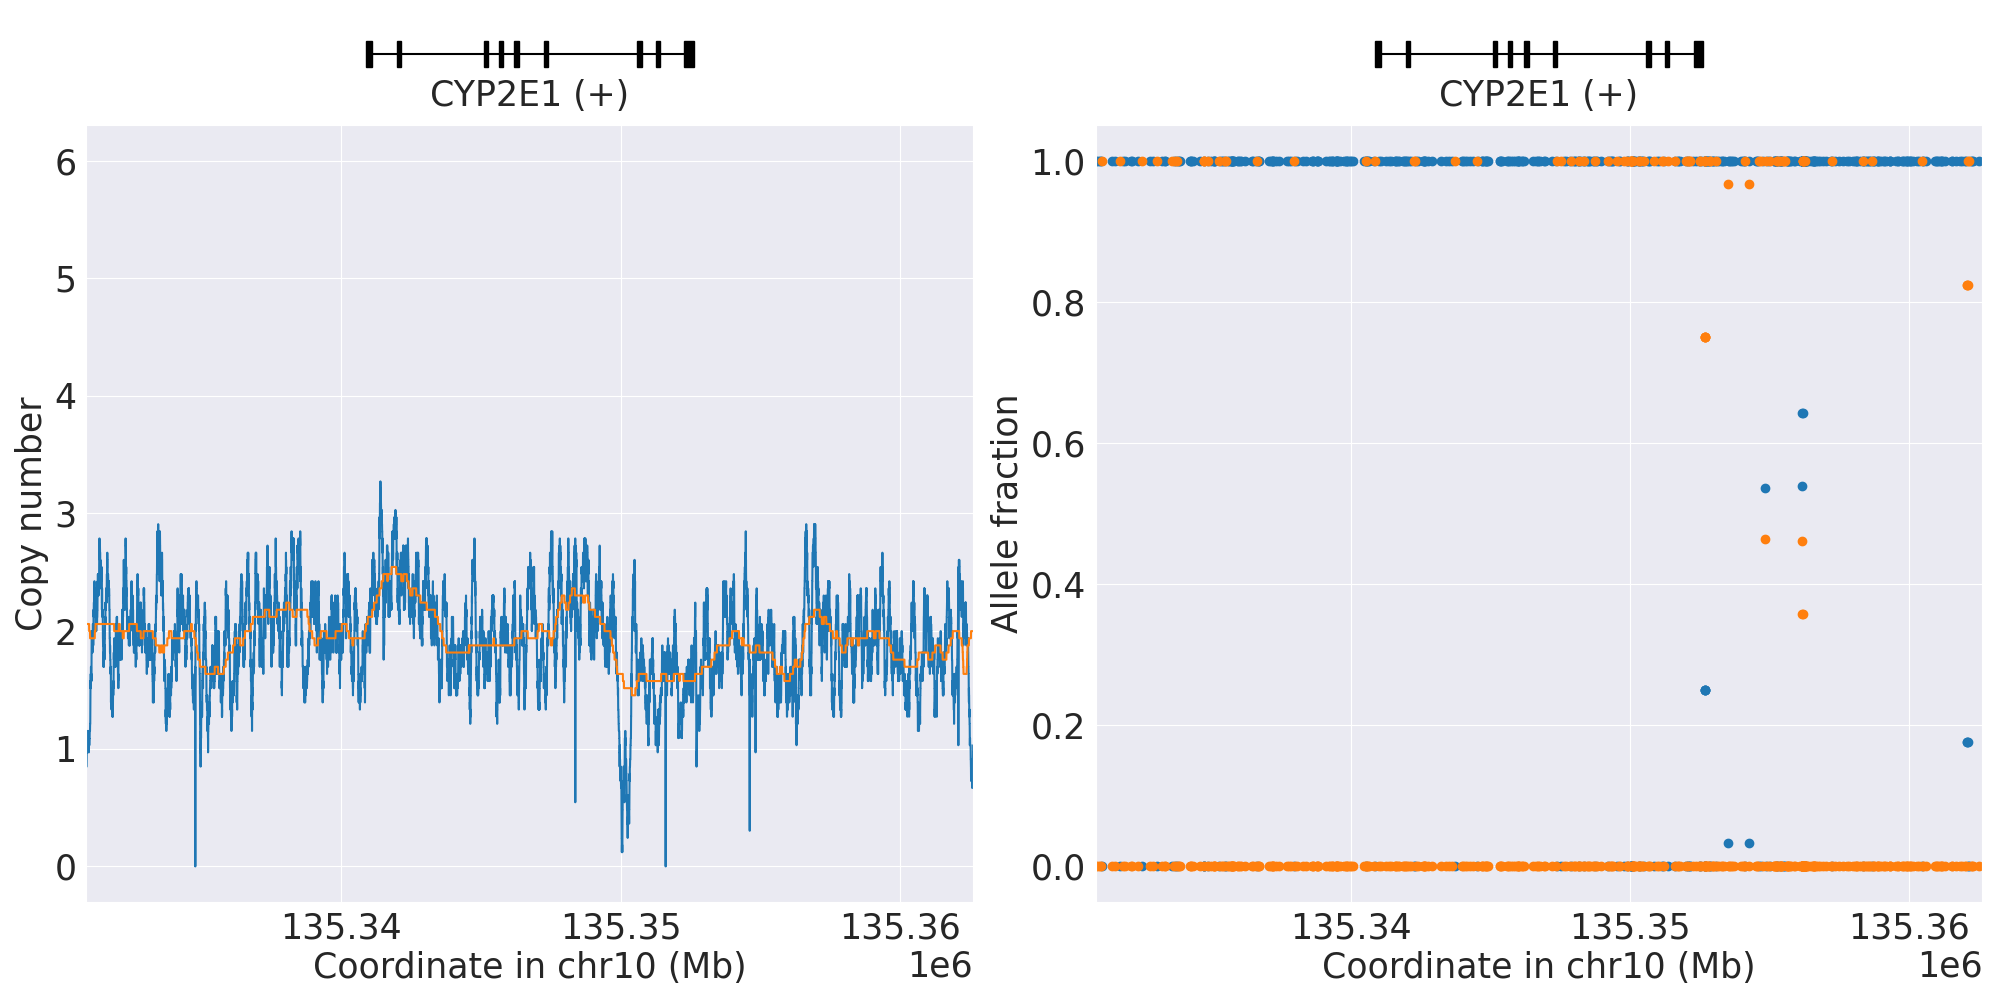 CYP2E1 (+)
6
5
4
3
2
1
0
Copy number
135.34 135.35 135.36
Coordinate in chr10 (Mb) 1e6
CYP2E1 (+)
1.0
0.8
0.6
0.4
0.2
0.0
Allele fraction
135.34 135.35 135.36
Coordinate in chr10 (Mb) 1e6